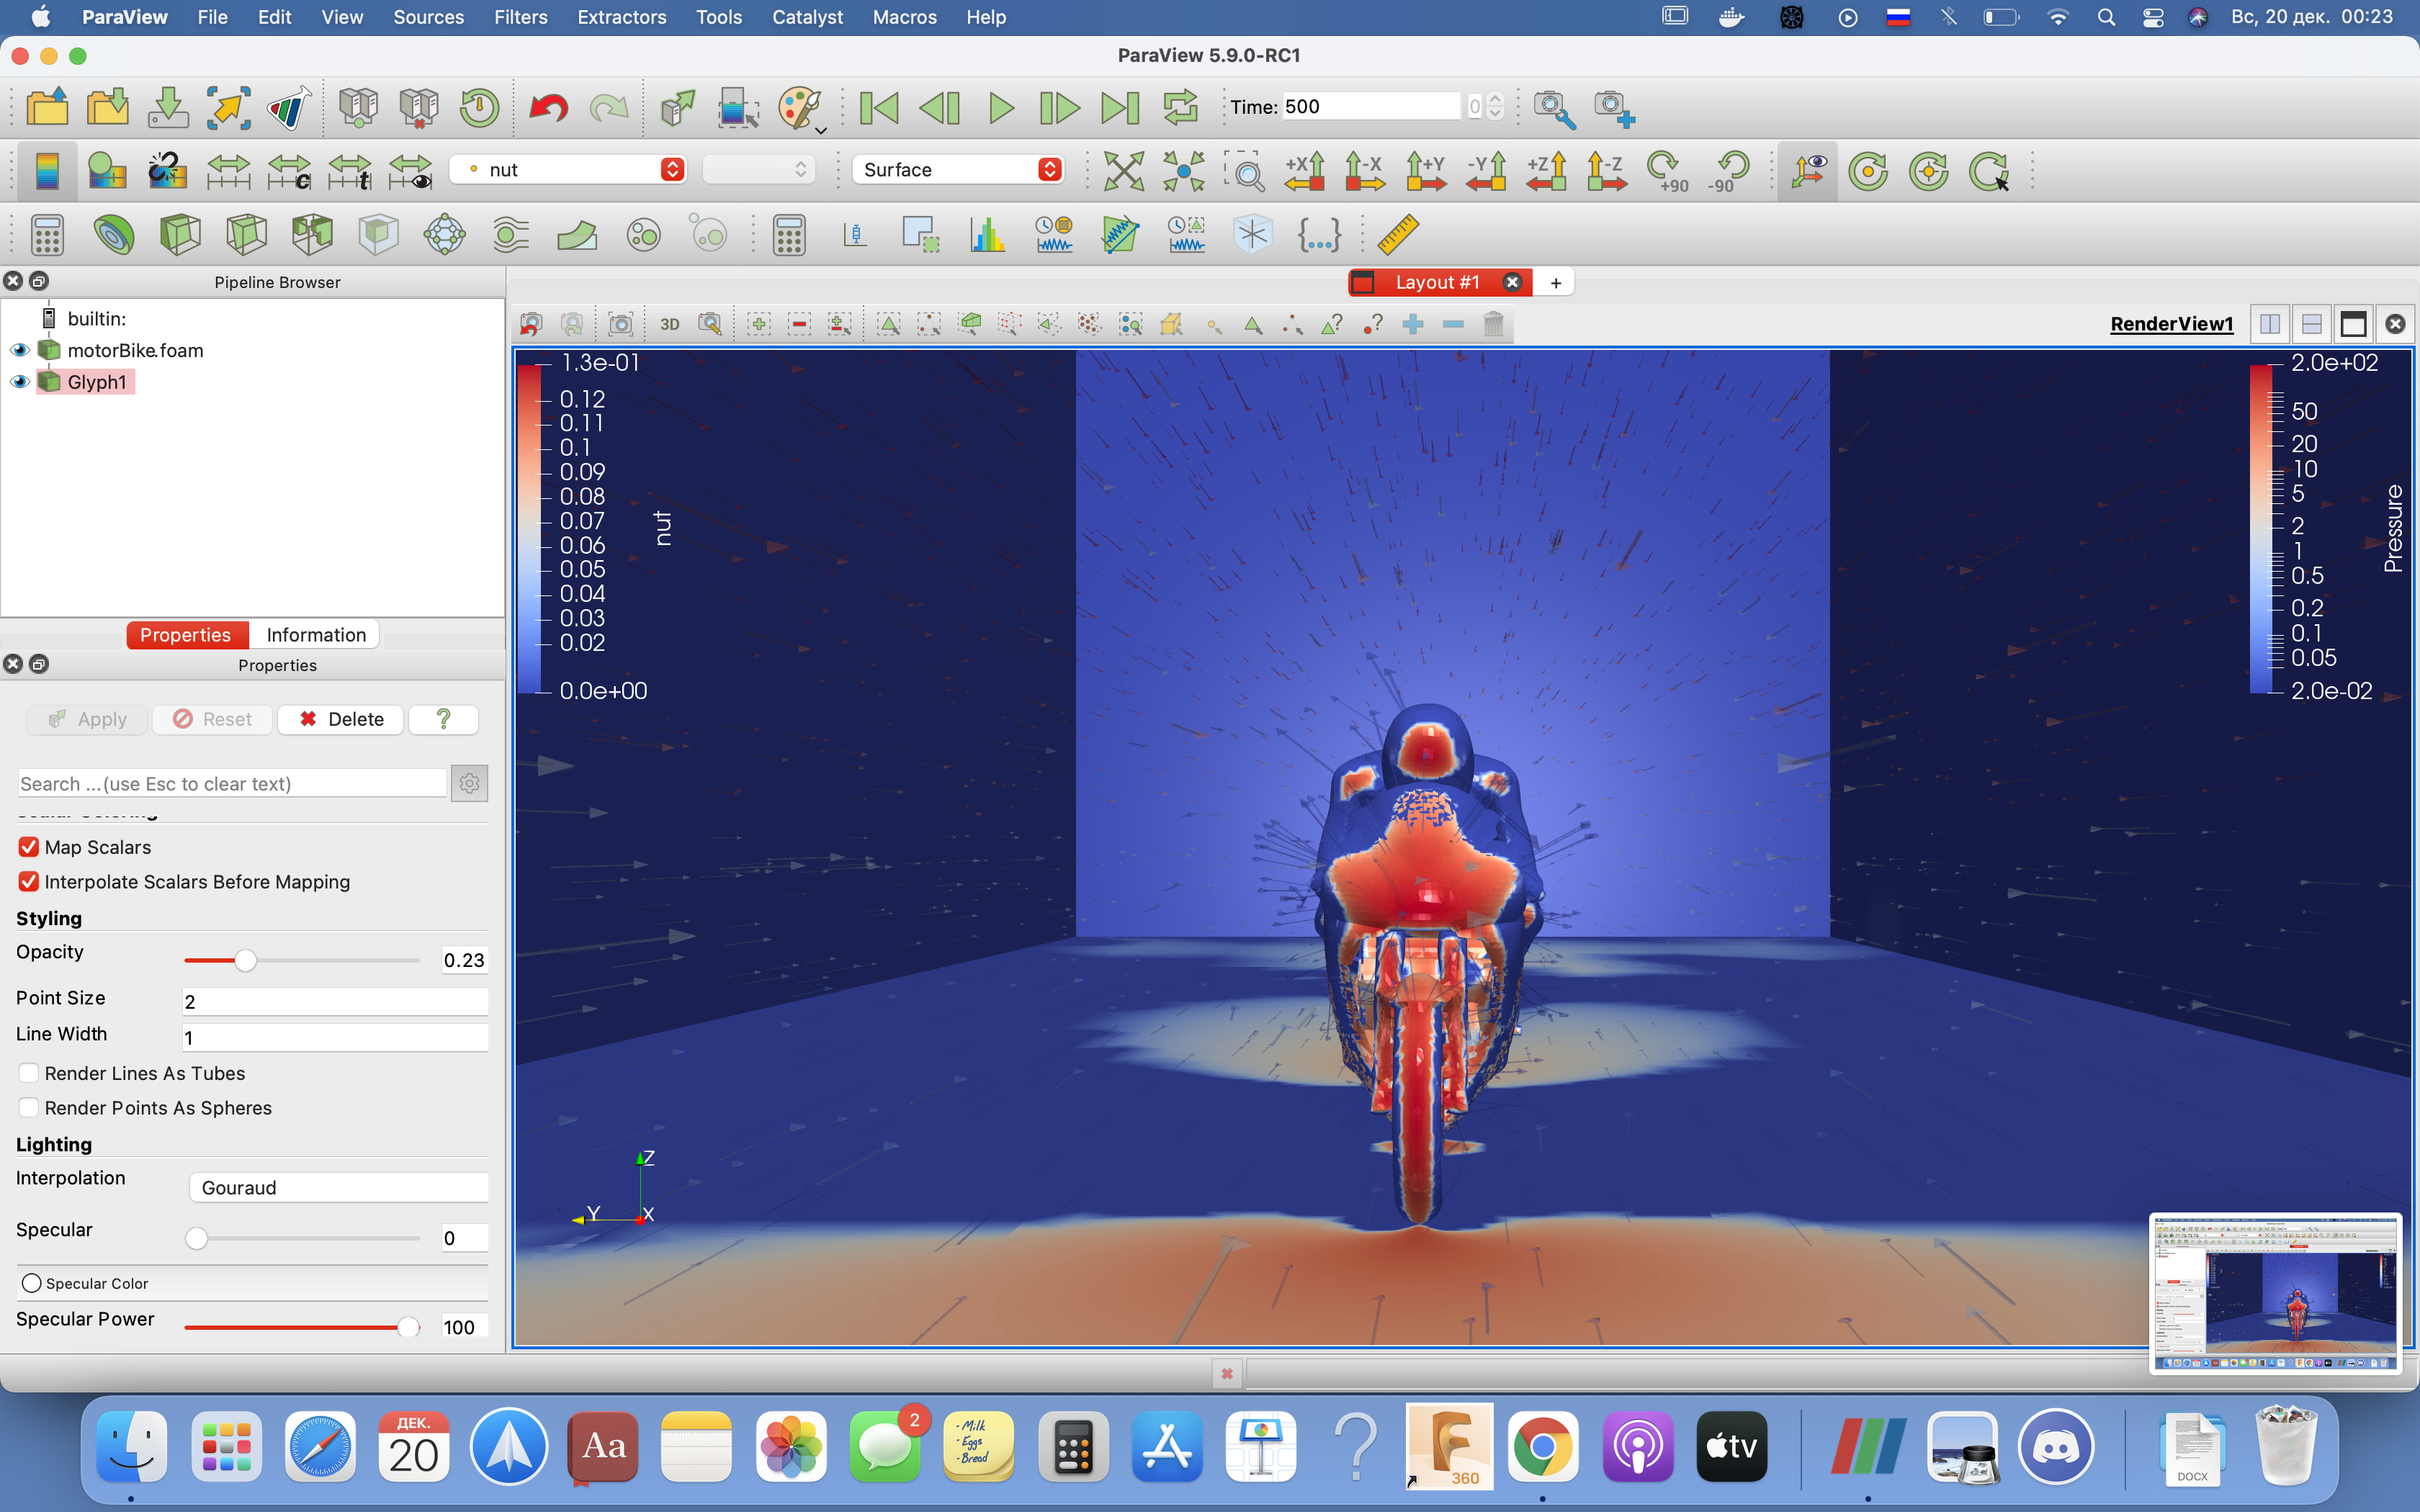 ParaView File Edit View Sources Filters Extractors Tools Catalyst Macros Help Вс, 20 дек. 00:23
ParaView 5.9.0-RC1
Time: 500 0
nut Surface +X -X +Y -Y +Z -Z +90 -90
Pipeline Browser
Layout #1 +
builtin:
motorBike.foam
Glyph1
3D
RenderView1
Properties Information
Properties
Apply Reset Delete ?
Search ...(use Esc to clear text)
Map Scalars
Interpolate Scalars Before Mapping
Styling
Opacity 0.23
Point Size 2
Line Width 1
Render Lines As Tubes
Render Points As Spheres
Lighting
Interpolation Gouraud
Specular 0
Specular Color
Specular Power 100
1.3e-01
0.12
0.11
0.1
0.09
0.08
0.07
0.06
0.05
0.04
0.03
0.02
0.0e+00
nut
2.0e+02
50
20
10
5
2
1
0.5
0.2
0.1
0.05
2.0e-02
Pressure
Z
Y X
ДЕК.
20
Aa
2
- Milk
- Eggs
- Bread
360
tv
DOCX